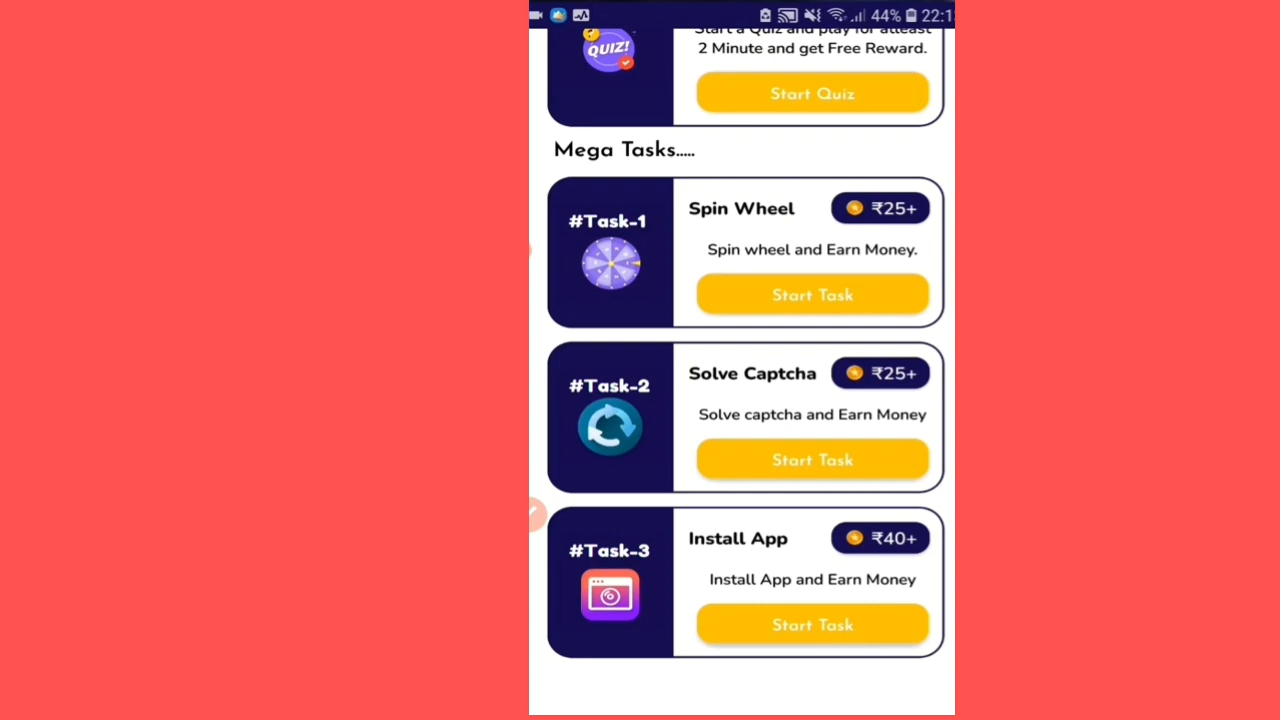 44% 22:1
QUIZ!
Start a Quiz and play for atleast
2 Minute and get Free Reward.
Start Quiz
Mega Tasks.....
#Task-1
Spin Wheel
₹25+
Spin wheel and Earn Money.
Start Task
#Task-2
Solve Captcha
₹25+
Solve captcha and Earn Money
Start Task
#Task-3
Install App
₹40+
Install App and Earn Money
Start Task